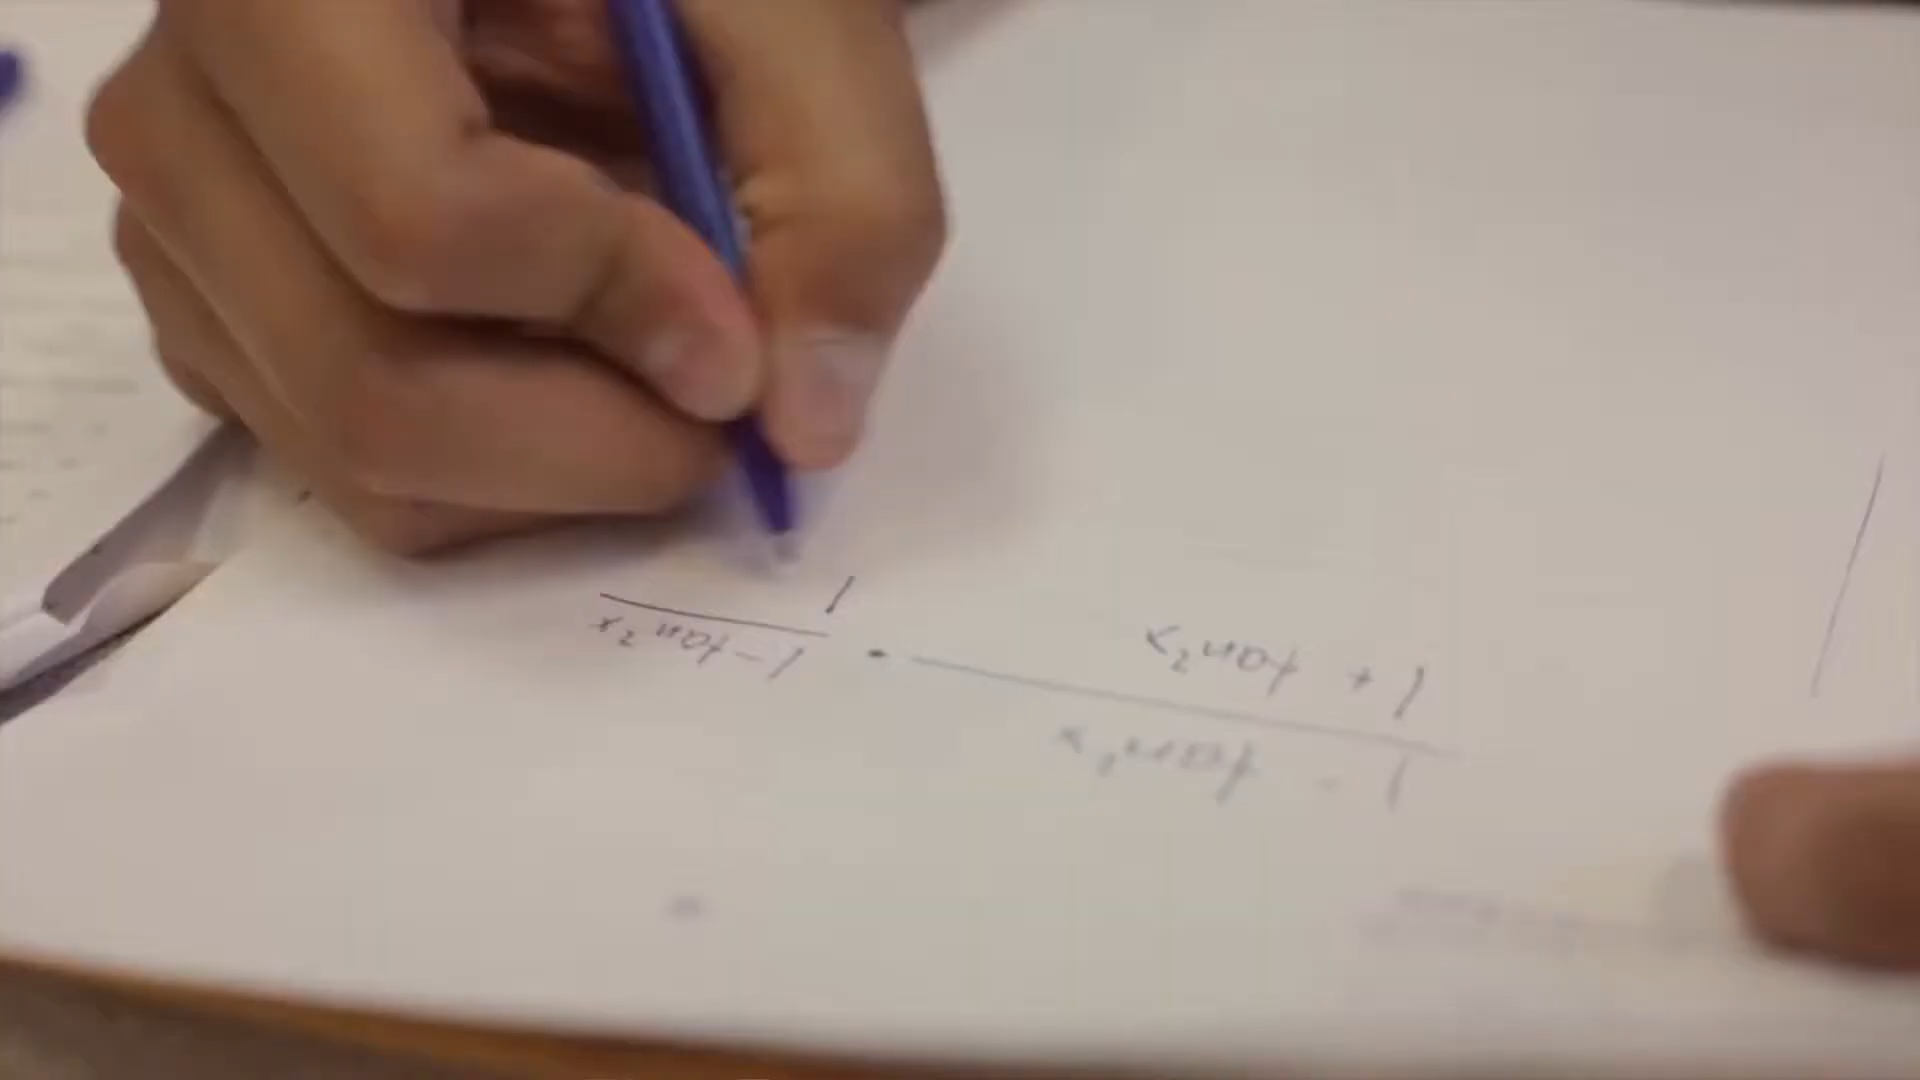 1 - tan²x · 1 - tan²x
1 + tan²x 1